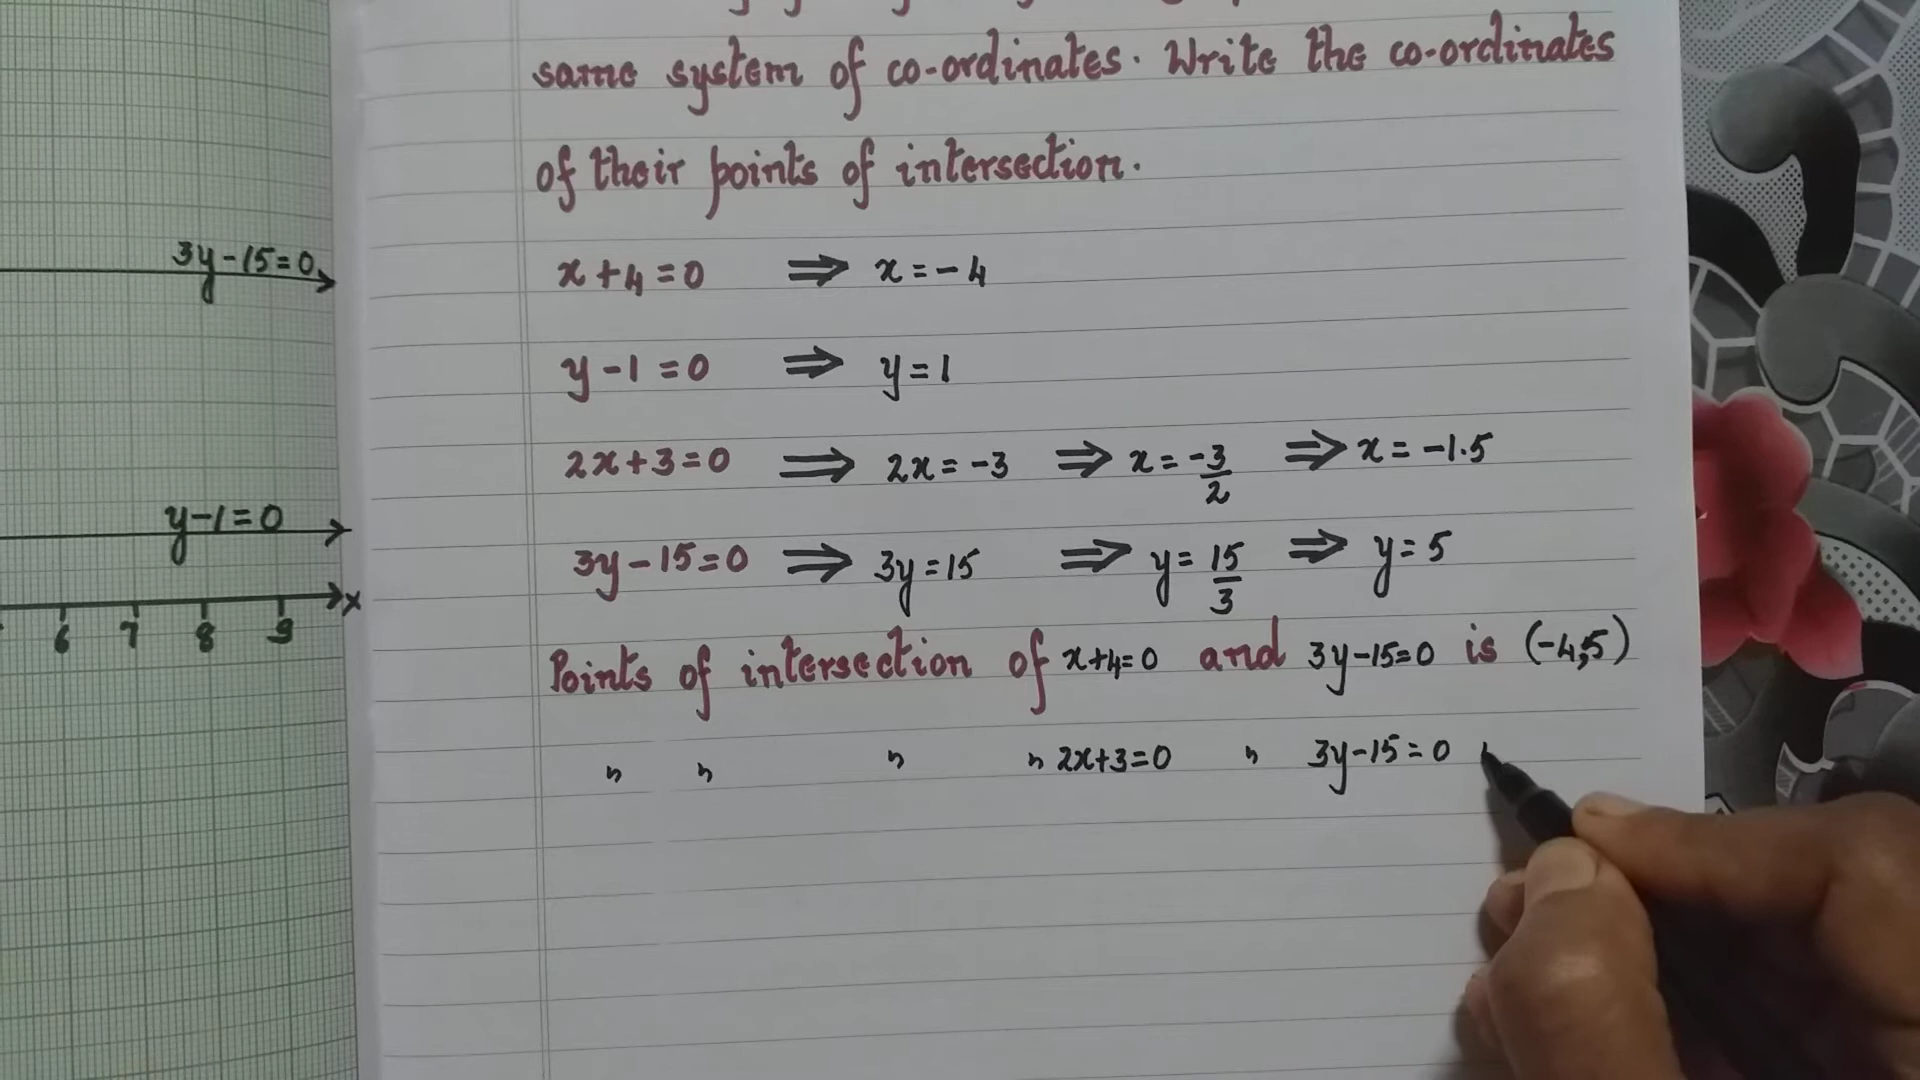 same system of co-ordinates. Write the co-ordinates
of their points of intersection.
x + 4 = 0 ⇒ x = - 4
y - 1 = 0 ⇒ y = 1
2x + 3 = 0 ⇒ 2x = -3 ⇒ x = -3/2 ⇒ x = -1.5
3y - 15 = 0 ⇒ 3y = 15 ⇒ y = 15/3 ⇒ y = 5
Points of intersection of x+4=0 and 3y-15=0 is (-4,5)
" " " " 2x+3=0 " 3y-15=0
3y-15=0
y-1=0
x
6 7 8 9